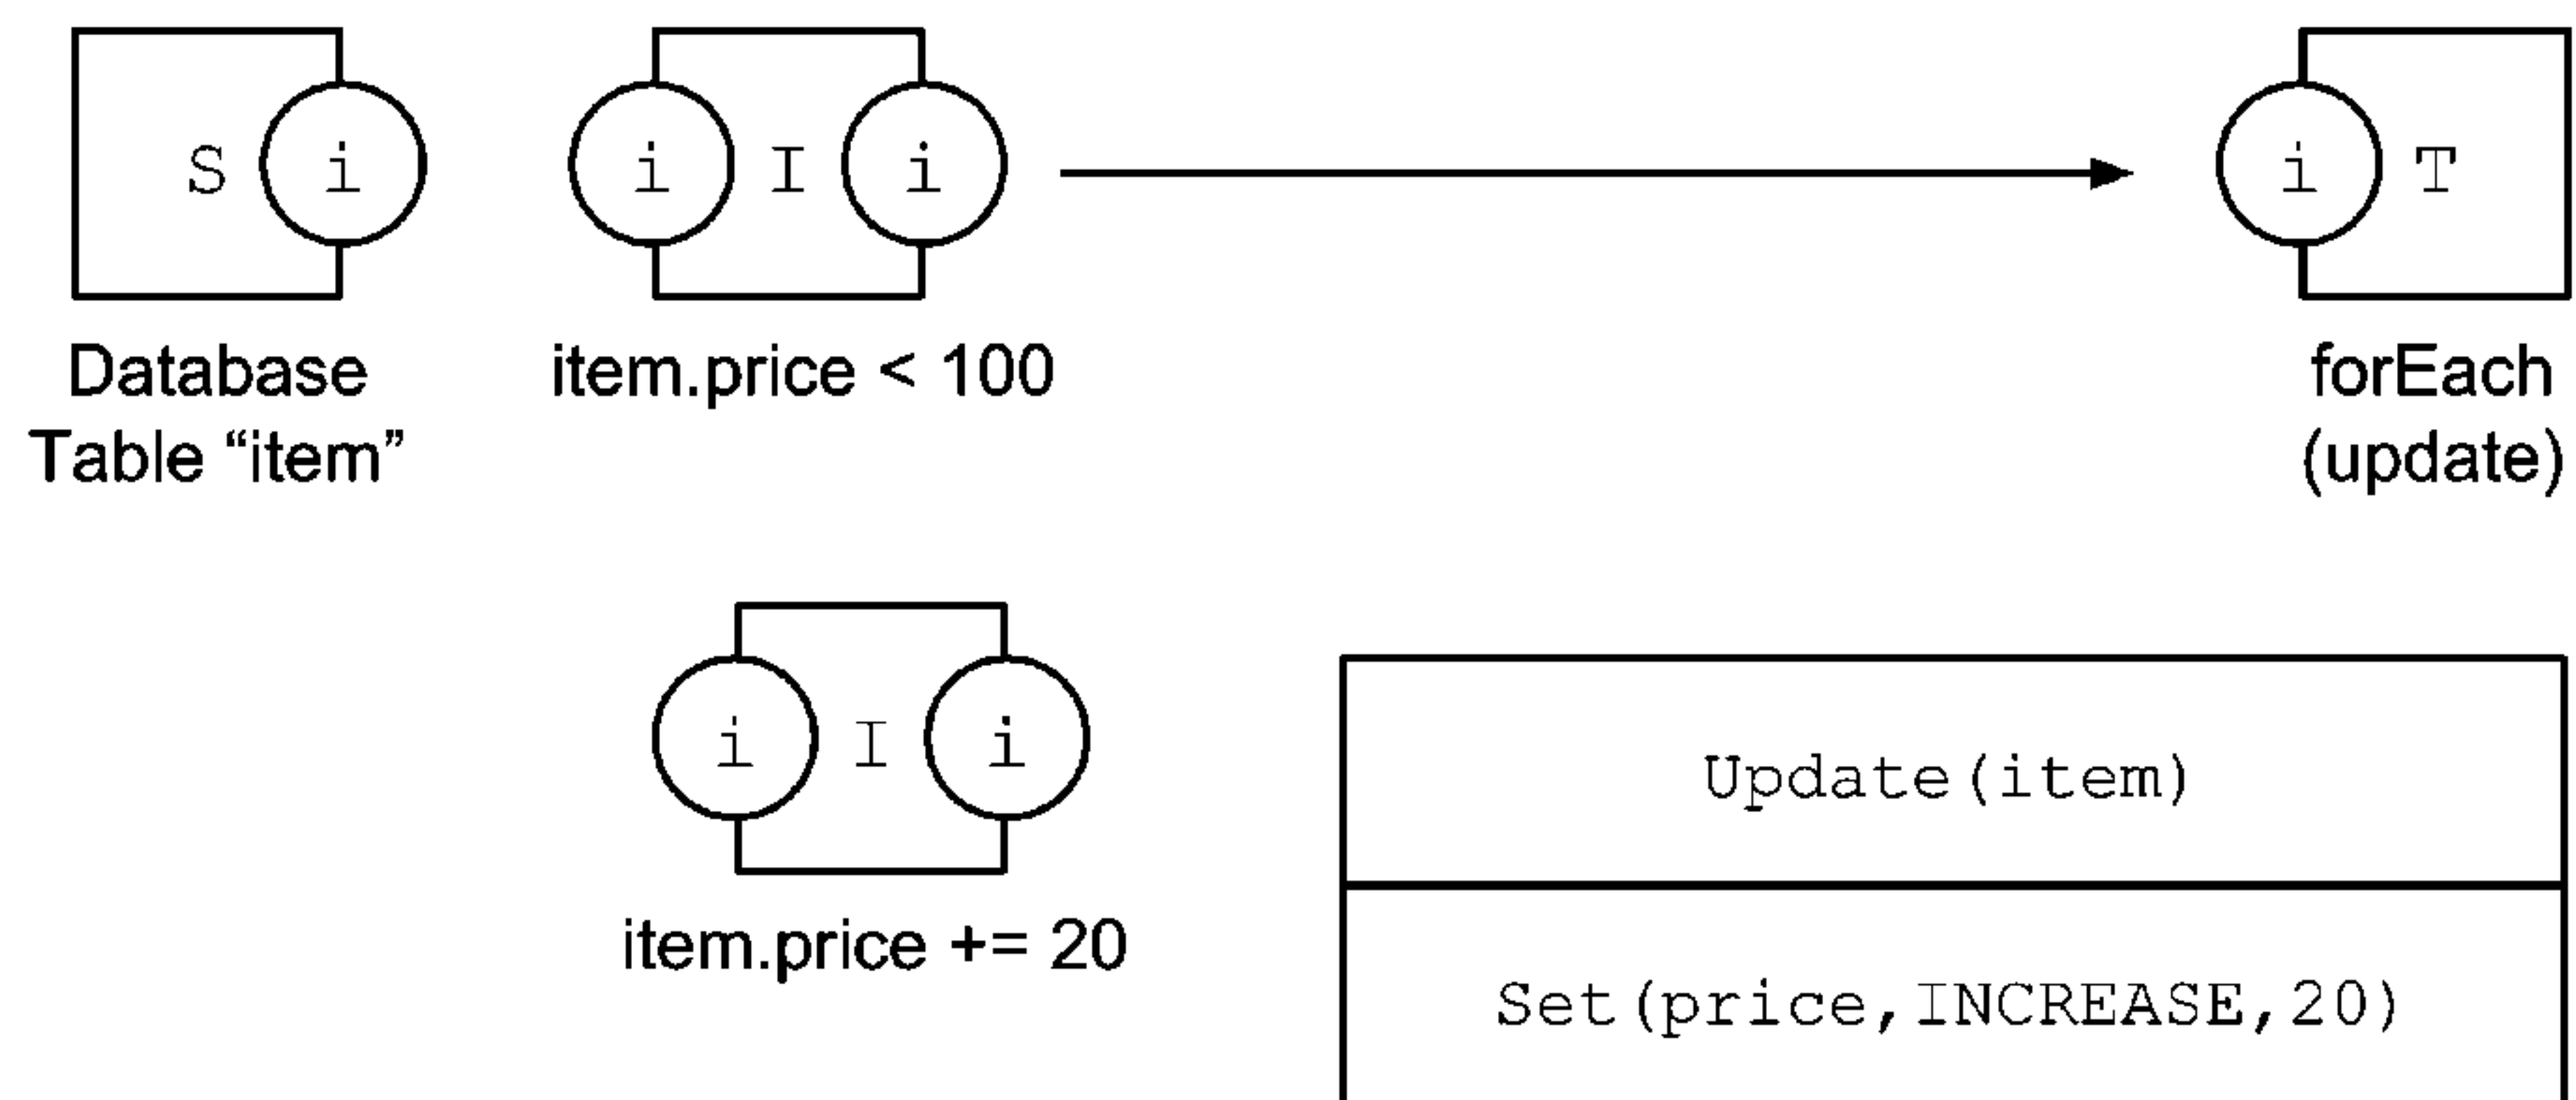 S i i I i i T
Database
Table “item”
item.price < 100
forEach
(update)
i I i
item.price += 20
Update(item)
Set(price,INCREASE,20)